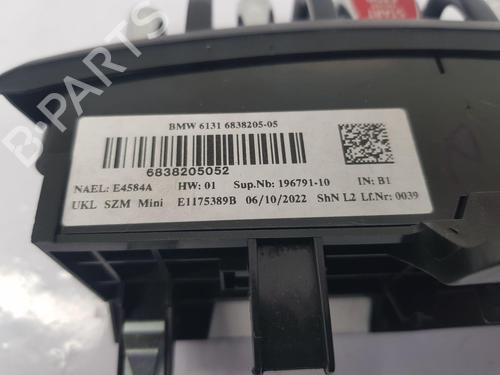 START
BMW 6131 6838205-05
6838205052
NAEL: E4584A HW: 01 Sup.Nb: 196791-10 IN: B1
UKL SZM Mini E1175389B 06/10/2022 ShN L2 Lf.Nr: 0039
B-PARTS